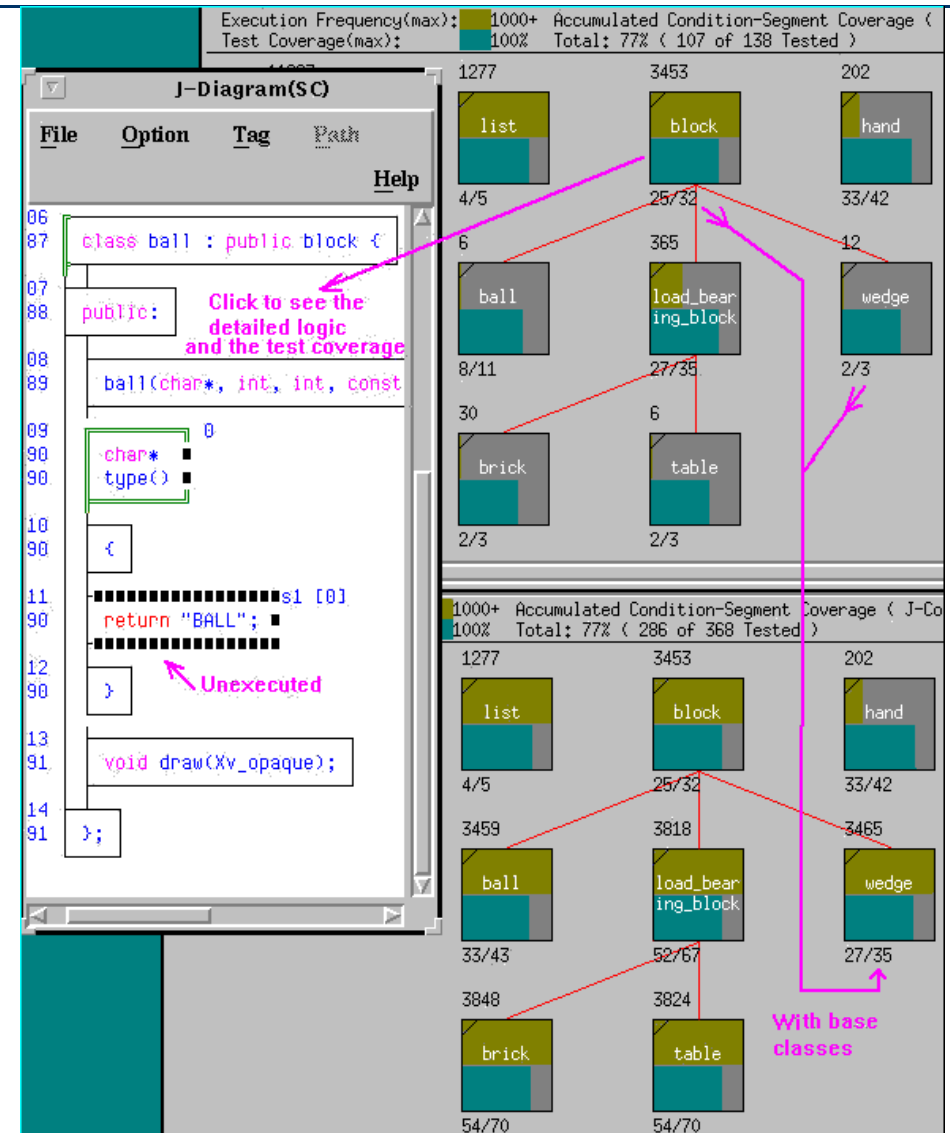 Execution Frequency(max): 1000+ Accumulated Condition-Segment Coverage (
Test Coverage(max): 100% Total: 77% ( 107 of 138 Tested )
J-Diagram(SC)
File Option Tag Path
Help
06
87 class ball : public block {
07
88 public:
08
89 ball(char*, int, int, const
09 0
90 char*
90 type()
10
90 {
11 s1 [0]
90 return "BALL";
12
90 }
13
91 void draw(Xv_opaque);
14
91 };
Click to see the
detailed logic
and the test coverage
Unexecuted
1277 3453 202
list block hand
4/5 25/32 33/42
6 365 12
ball load_bear wedge
ing_block
8/11 27/35 2/3
30 6
brick table
2/3 2/3
1000+ Accumulated Condition-Segment Coverage ( J-Co
100% Total: 77% ( 286 of 368 Tested )
1277 3453 202
list block hand
4/5 25/32 33/42
3459 3818 3465
ball load_bear wedge
ing_block
33/43 52/67 27/35
3848 3824
With base
classes
brick table
54/70 54/70